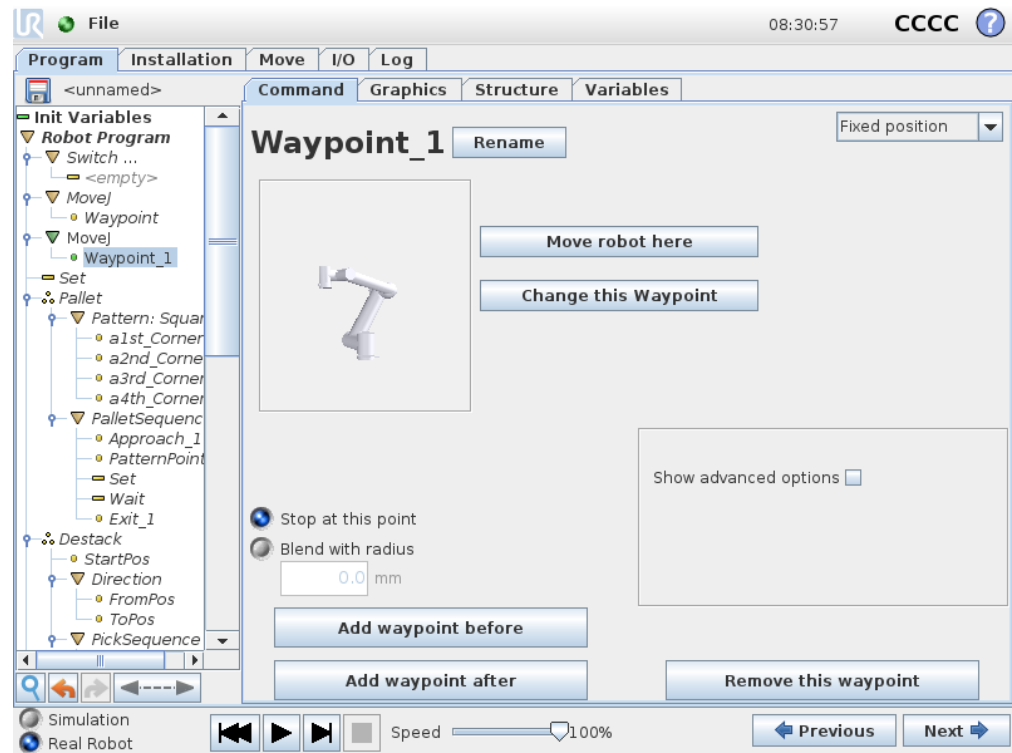 UR File 08:30:57 CCCC ?
Program Installation Move I/O Log
<unnamed> Command Graphics Structure Variables
Init Variables
Robot Program
Switch ...
<empty>
MoveJ
Waypoint
MoveJ
Waypoint_1
Set
Pallet
Pattern: Squar
a1st_Corner
a2nd_Corne
a3rd_Corner
a4th_Corner
PalletSequenc
Approach_1
PatternPoint
Set
Wait
Exit_1
Destack
StartPos
Direction
FromPos
ToPos
PickSequence
Waypoint_1 Rename Fixed position
Move robot here
Change this Waypoint
Show advanced options
Stop at this point
Blend with radius
0.0 mm
Add waypoint before
Add waypoint after Remove this waypoint
Simulation
Real Robot
Speed 100% Previous Next